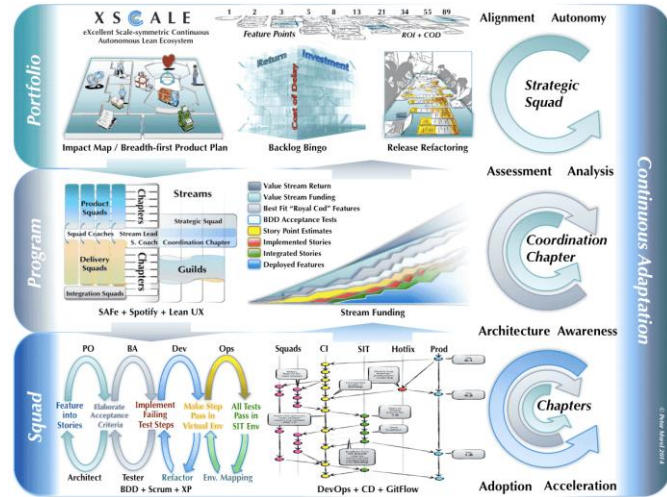 Portfolio
XSCALE
eXcellent Scale-symmetric Continuous
Autonomous Lean Ecosystem
1 2 3 5 8 13 21 34 55 89
Feature Points
ROI + COD
Return
Investment
Cost of Delay
Impact Map / Breadth-first Product Plan
Backlog Bingo
Release Refactoring
Alignment Autonomy
Strategic
Squad
Assessment Analysis
Continuous Adaptation
Program
Product
Squads
Chapters
Streams
Strategic Squad
Squad Coaches
Stream Lead
S. Coach
Coordination Chapter
Delivery
Squads
Chapters
Guilds
Integration Squads
SAFe + Spotify + Lean UX
Value Stream Return
Value Stream Funding
Best Fit "Royal Cod" Features
BDD Acceptance Tests
Story Point Estimates
Implemented Stories
Integrated Stories
Deployed Features
Stream Funding
Coordination
Chapter
Architecture Awareness
Squad
PO BA Dev Ops
Feature
into
Stories
Elaborate
Acceptance
Criteria
Implement
Failing
Test Steps
Make Step
Pass in
Virtual Env
All Tests
Pass in
SIT Env
Architect
Tester
Refactor
Env. Mapping
BDD + Scrum + XP
Squads CI SIT Hotfix Prod
DevOps + CD + GitFlow
Chapters
Adoption Acceleration